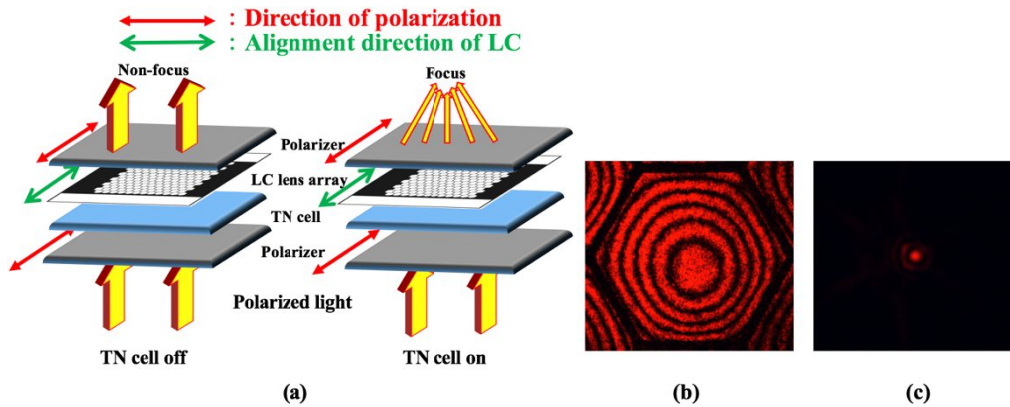 : Direction of polarization
: Alignment direction of LC
Non-focus
Focus
Polarizer
LC lens array
TN cell
Polarizer
Polarized light
TN cell off
TN cell on
(a)
(b)
(c)